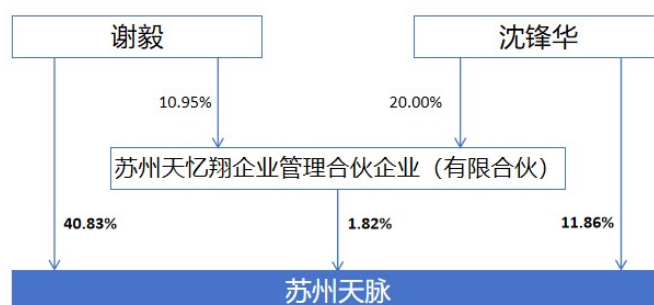 谢毅
沈锋华
10.95%
20.00%
苏州天忆翔企业管理合伙企业（有限合伙）
40.83%
1.82%
11.86%
苏州天脉